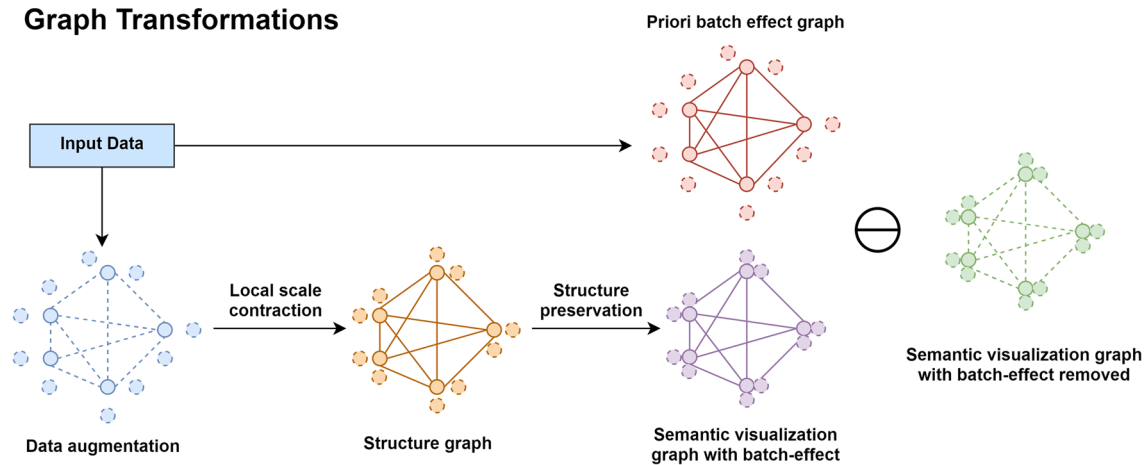 Graph Transformations
Priori batch effect graph
Input Data
Local scale
contraction
Structure
preservation
Data augmentation
Structure graph
Semantic visualization
graph with batch-effect
Semantic visualization graph
with batch-effect removed